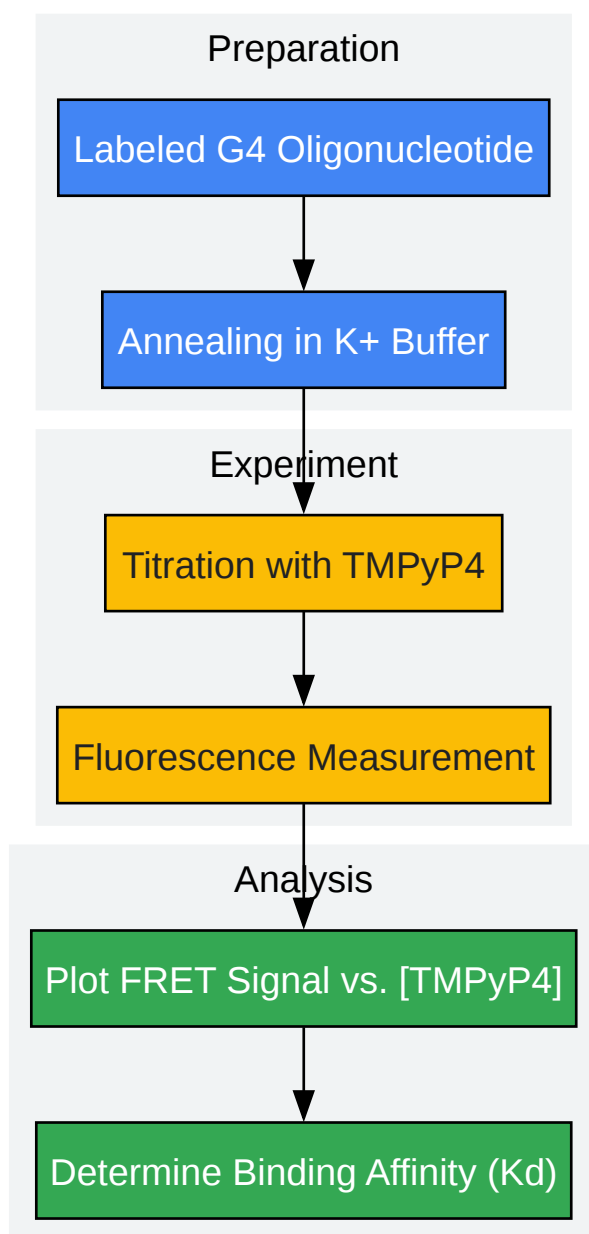 Preparation
Labeled G4 Oligonucleotide
Annealing in K+ Buffer
Experiment
Titration with TMPyP4
Fluorescence Measurement
Analysis
Plot FRET Signal vs. [TMPyP4]
Determine Binding Affinity (Kd)